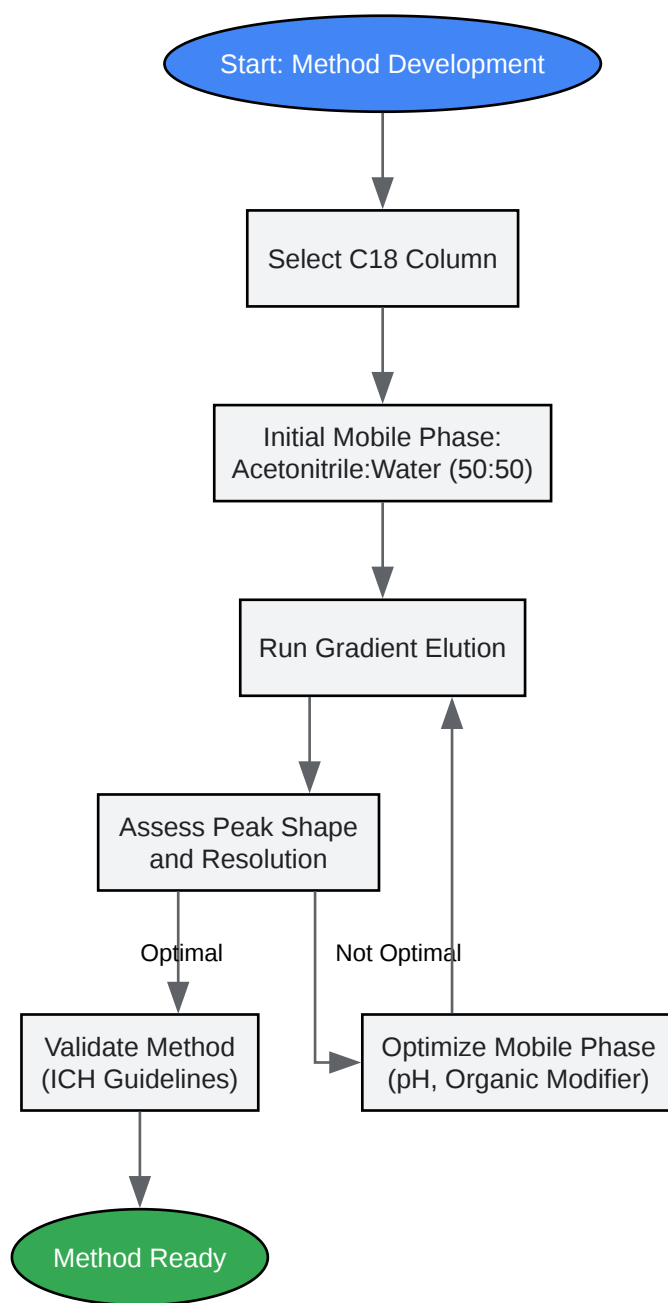 Start: Method Development
Select C18 Column
Initial Mobile Phase:
Acetonitrile:Water (50:50)
Run Gradient Elution
Assess Peak Shape
and Resolution
Optimal
Not Optimal
Validate Method
(ICH Guidelines)
Optimize Mobile Phase
(pH, Organic Modifier)
Method Ready